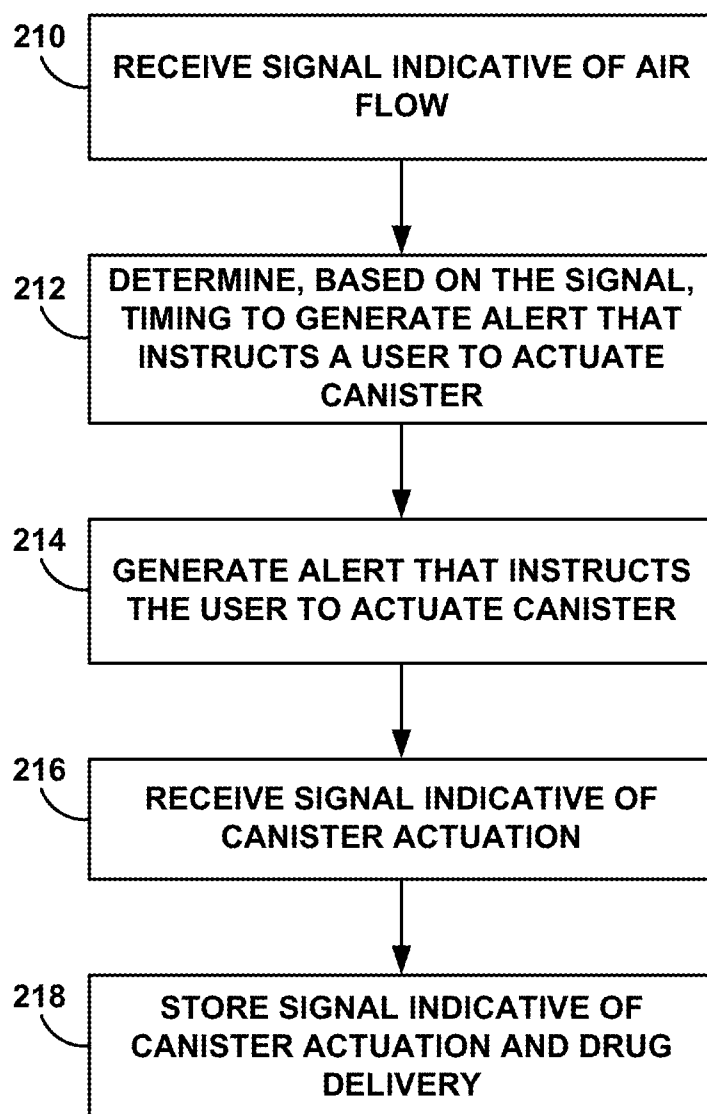 210
RECEIVE SIGNAL INDICATIVE OF AIR
FLOW
212
DETERMINE, BASED ON THE SIGNAL,
TIMING TO GENERATE ALERT THAT
INSTRUCTS A USER TO ACTUATE
CANISTER
214
GENERATE ALERT THAT INSTRUCTS
THE USER TO ACTUATE CANISTER
216
RECEIVE SIGNAL INDICATIVE OF
CANISTER ACTUATION
218
STORE SIGNAL INDICATIVE OF
CANISTER ACTUATION AND DRUG
DELIVERY